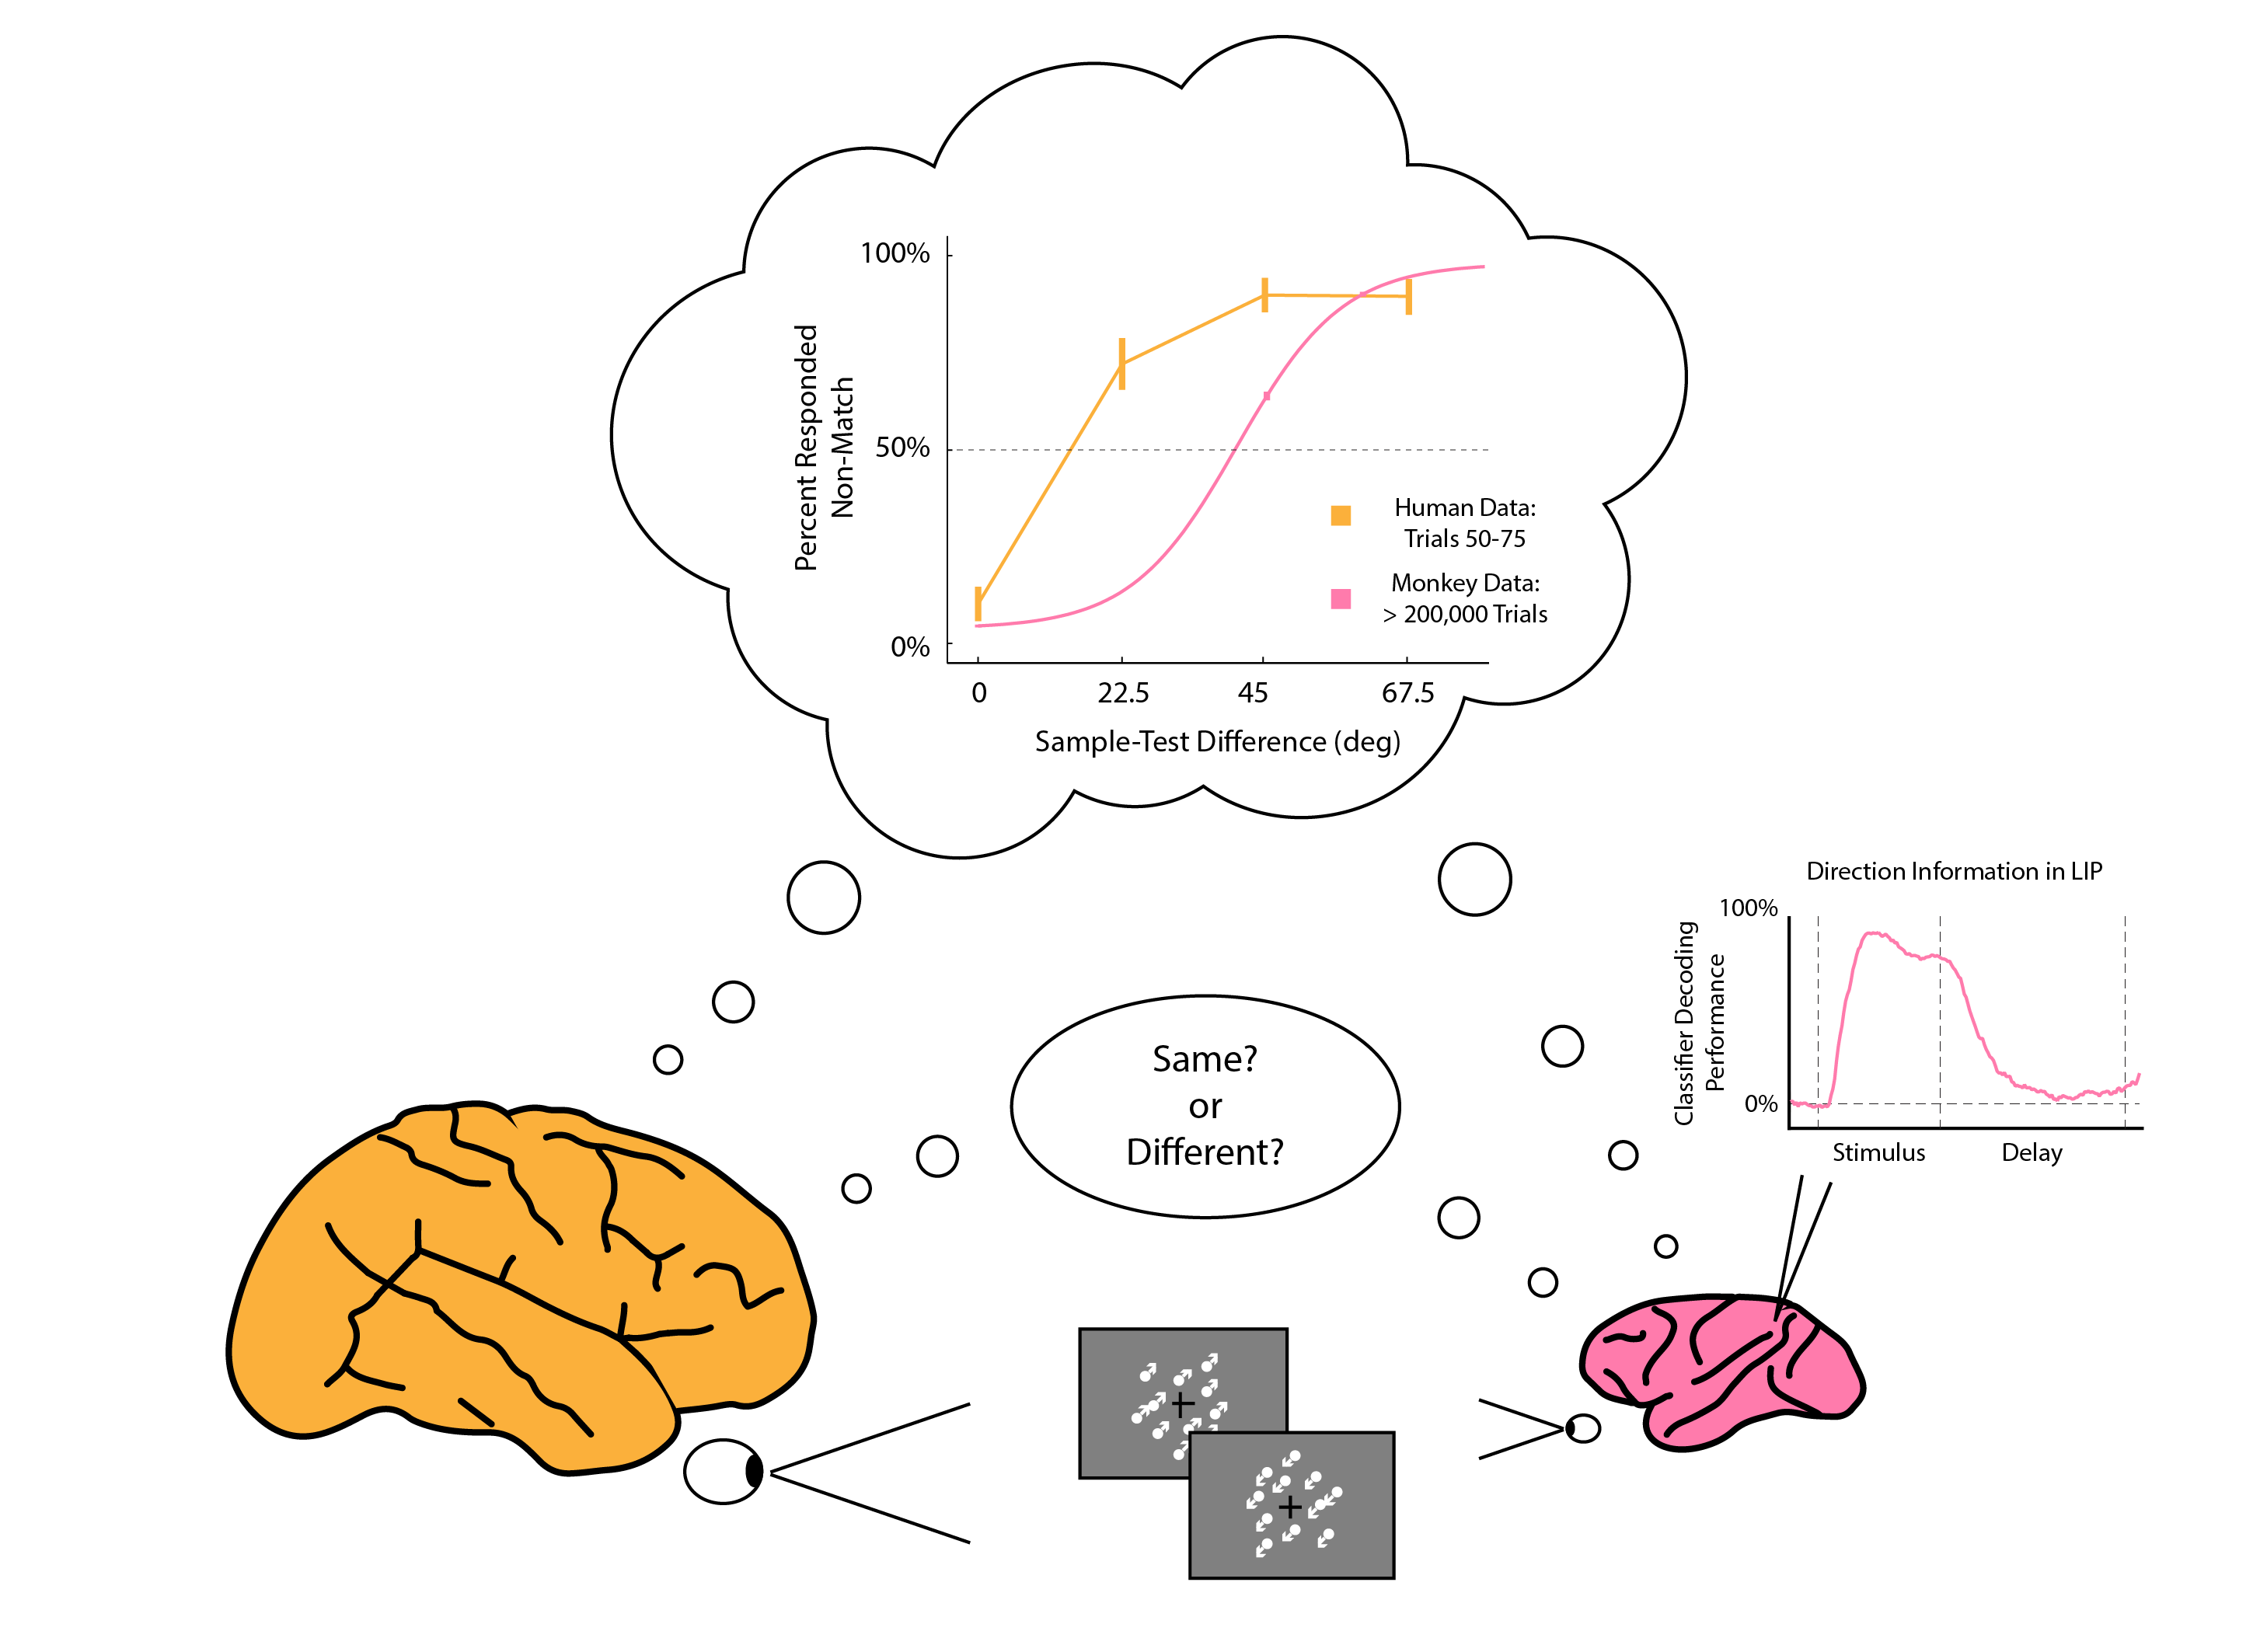 100%
50%
0%
Percent Responded
Non-Match
Human Data:
Trials 50-75
Monkey Data:
> 200,000 Trials
0 22.5 45 67.5
Sample-Test Difference (deg)
Direction Information in LIP
100%
0%
Classifier Decoding
Performance
Stimulus Delay
Same?
or
Different?